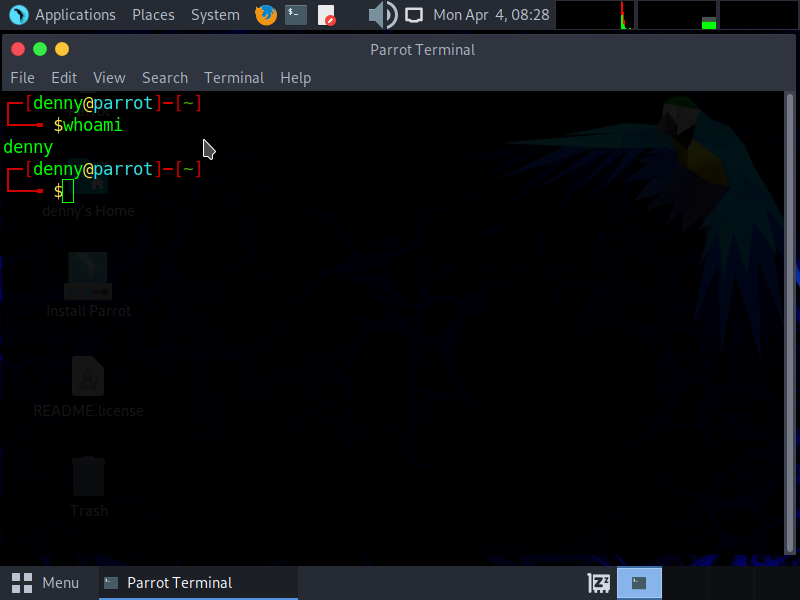 Applications Places System Mon Apr 4, 08:28
Parrot Terminal
File Edit View Search Terminal Help
┌─[denny@parrot]─[~]
└──╼ $whoami
denny
┌─[denny@parrot]─[~]
└──╼ $
denny's Home
Install Parrot
README.license
Trash
Menu Parrot Terminal